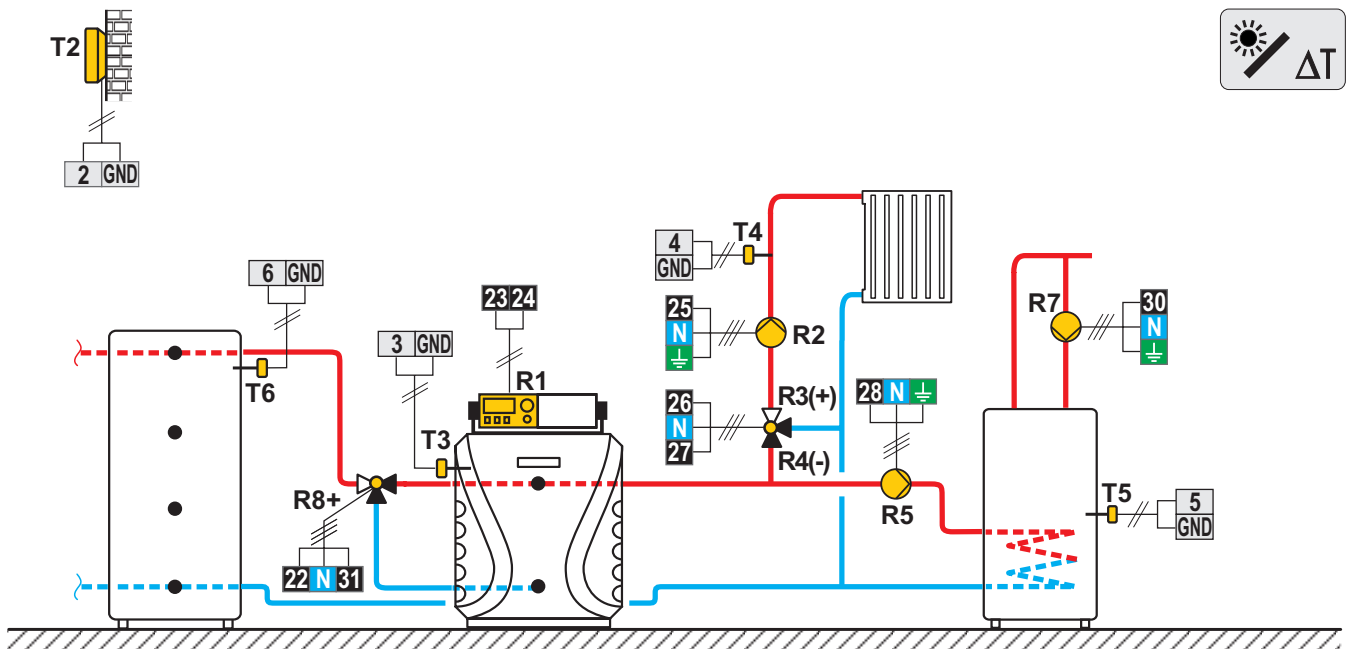 T2
2 GND
ΔT
6 GND
T6
3 GND
T3
23 24
R1
R8+
22 N 31
4
GND
T4
25
N
R2
26
N
27
R3(+)
R4(-)
28 N
R5
R7
30
N
T5
5
GND